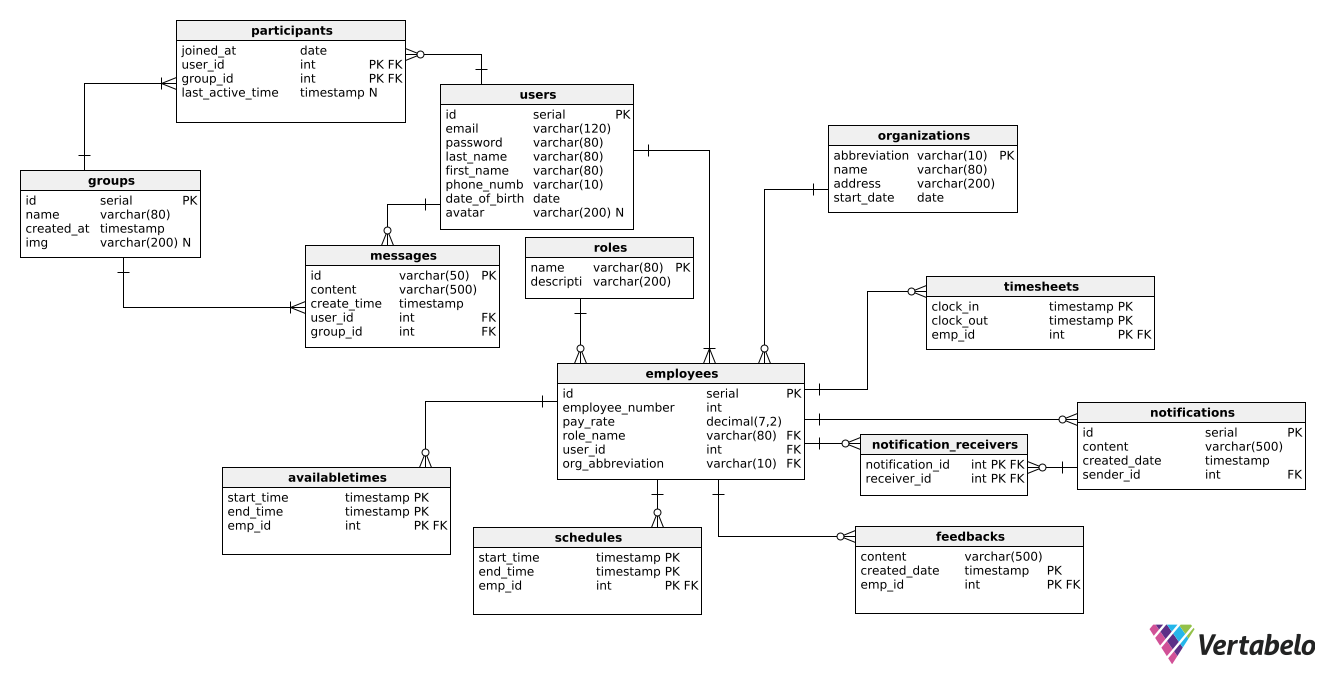 participants
joined_at date
user_id int PK FK
group_id int PK FK
last_active_time timestamp N
users
id serial PK
email varchar(120)
password varchar(80)
last_name varchar(80)
first_name varchar(80)
phone_numb varchar(10)
date_of_birth date
avatar varchar(200) N
organizations
abbreviation varchar(10) PK
name varchar(80)
address varchar(200)
start_date date
groups
id serial PK
name varchar(80)
created_at timestamp
img varchar(200) N
messages
id varchar(50) PK
content varchar(500)
create_time timestamp
user_id int FK
group_id int FK
roles
name varchar(80) PK
descripti varchar(200)
timesheets
clock_in timestamp PK
clock_out timestamp PK
emp_id int PK FK
employees
id serial PK
employee_number int
pay_rate decimal(7,2)
role_name varchar(80) FK
user_id int FK
org_abbreviation varchar(10) FK
notifications
id serial PK
content varchar(500)
created_date timestamp
sender_id int FK
notification_receivers
notification_id int PK FK
receiver_id int PK FK
availabletimes
start_time timestamp PK
end_time timestamp PK
emp_id int PK FK
schedules
start_time timestamp PK
end_time timestamp PK
emp_id int PK FK
feedbacks
content varchar(500)
created_date timestamp PK
emp_id int PK FK
Vertabelo